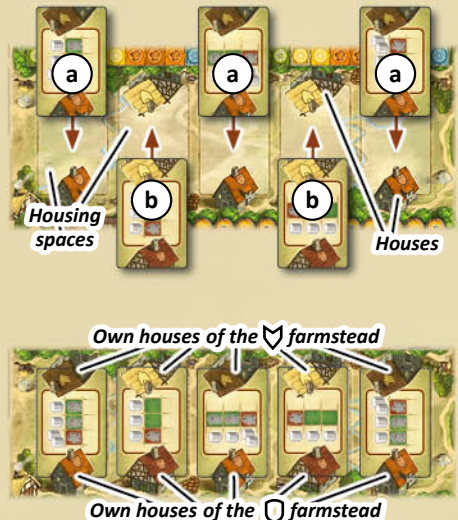 a
a
a
b
b
Housing
spaces
Houses
Own houses of the farmstead
Own houses of the farmstead